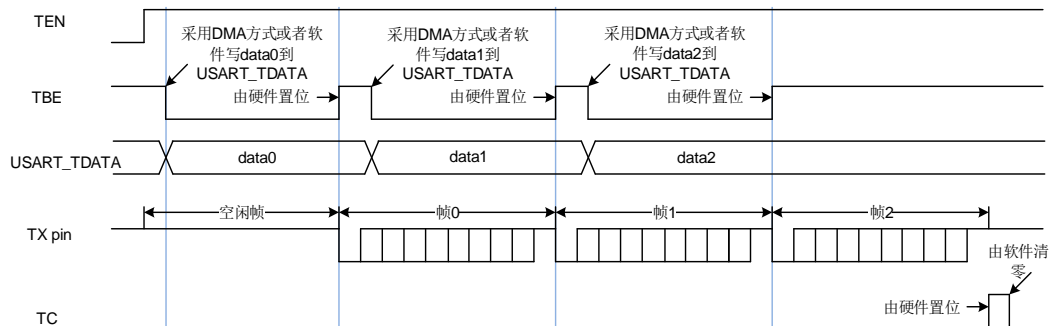 TEN
采用DMA方式或者软
件写data0到
USART_TDATA
采用DMA方式或者软
件写data1到
USART_TDATA
采用DMA方式或者软
件写data2到
USART_TDATA
TBE
由硬件置位
由硬件置位
由硬件置位
USART_TDATA
data0
data1
data2
空闲帧
帧0
帧1
帧2
TX pin
由软件清
零
由硬件置位
TC